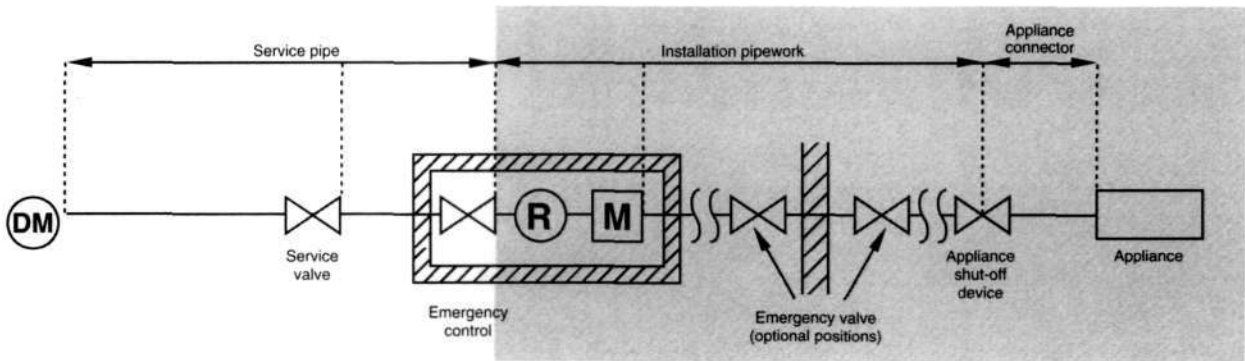 Service pipe
Installation pipework
Appliance
connector
DM
R
M
Service
valve
Emergency
control
Emergency valve
(optional positions)
Appliance
shut-off
device
Appliance